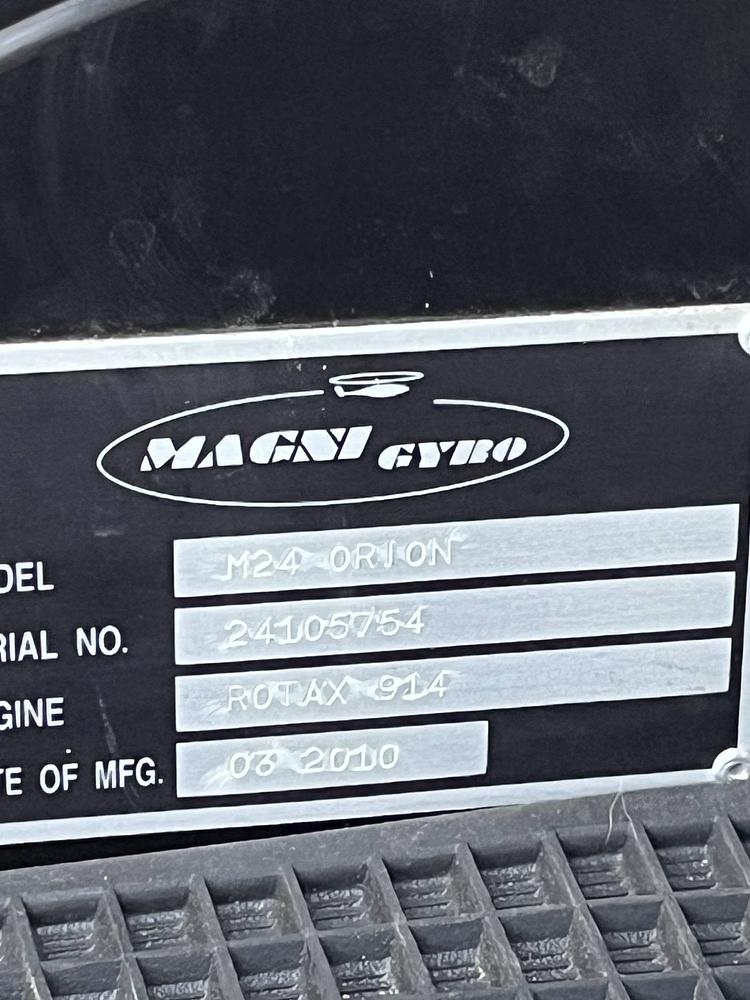 MAGNI GYRO
DEL M24 ORION
RIAL NO. 24105754
GINE ROTAX 914
TE OF MFG. 03 2010